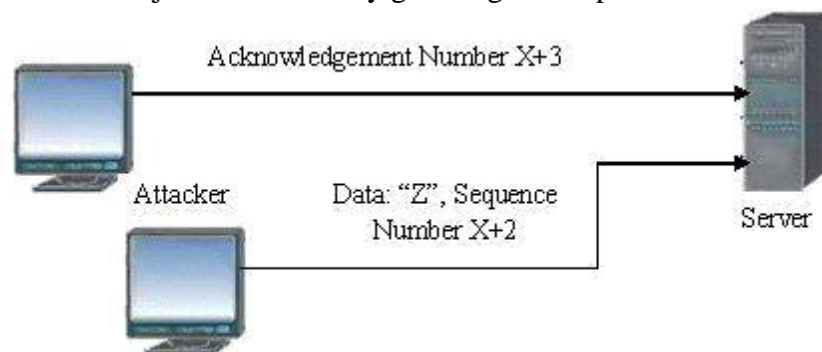 Acknowledgement Number X+3
Attacker
Data: “Z”, Sequence
Number X+2
Server